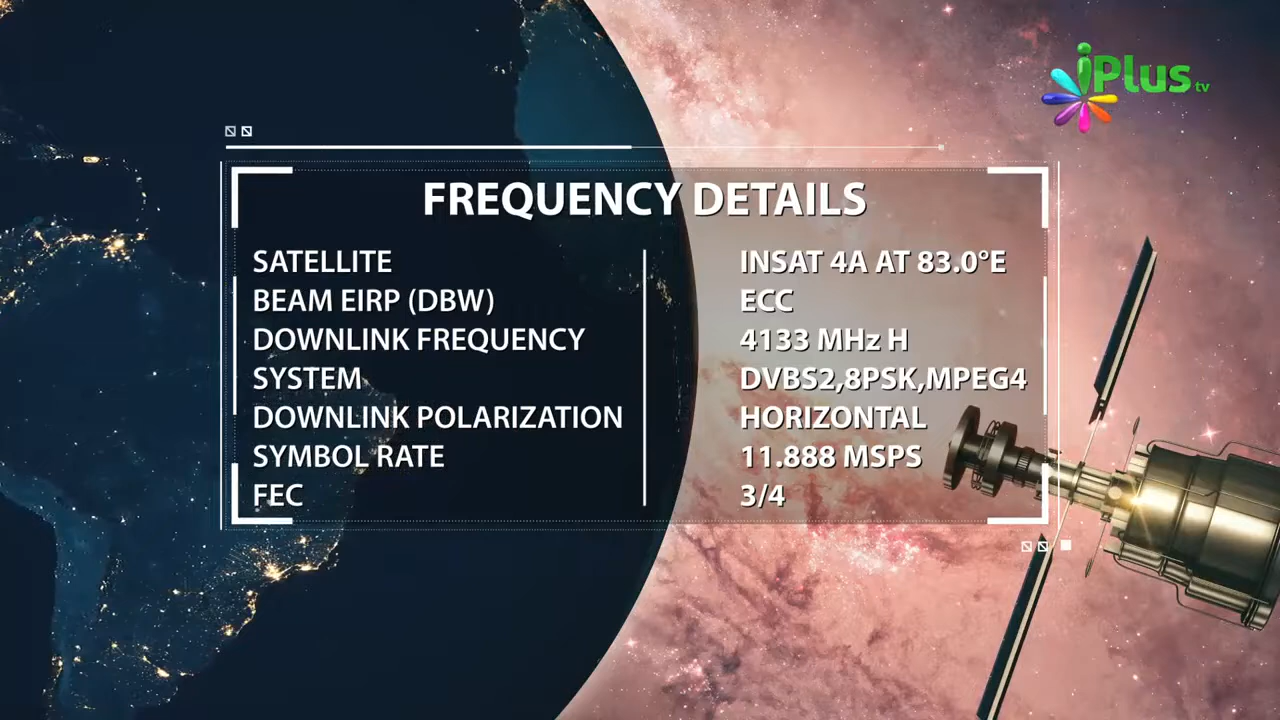 iPlus tv
FREQUENCY DETAILS
SATELLITE INSAT 4A AT 83.0°E
BEAM EIRP (DBW) ECC
DOWNLINK FREQUENCY 4133 MHz H
SYSTEM DVBS2,8PSK,MPEG4
DOWNLINK POLARIZATION HORIZONTAL
SYMBOL RATE 11.888 MSPS
FEC 3/4